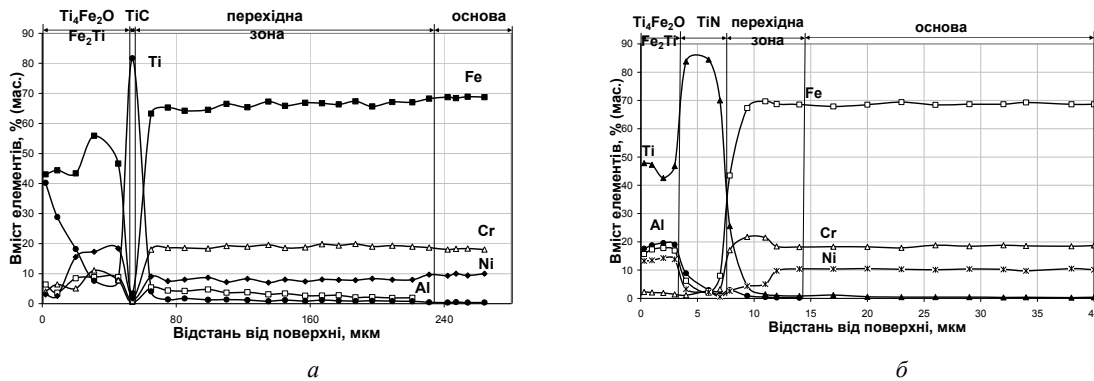 Ti4Fe2O TiC перехідна основа
Fe2Ti зона
90
80
70
60
50
40
30
20
10
0
Ti
Fe
Cr
Ni
Al
0 80 160 240
Вміст елементів, % (мас.)
Відстань від поверхні, мкм
а
Ti4Fe2O TiN перехідна основа
Fe2Ti зона
90
80
70
60
50
40
30
20
10
0
Fe
Ti
Al
Cr
Ni
0 5 10 15 20 25 30 35 40
Вміст елементів, % (мас.)
Відстань від поверхні, мкм
б